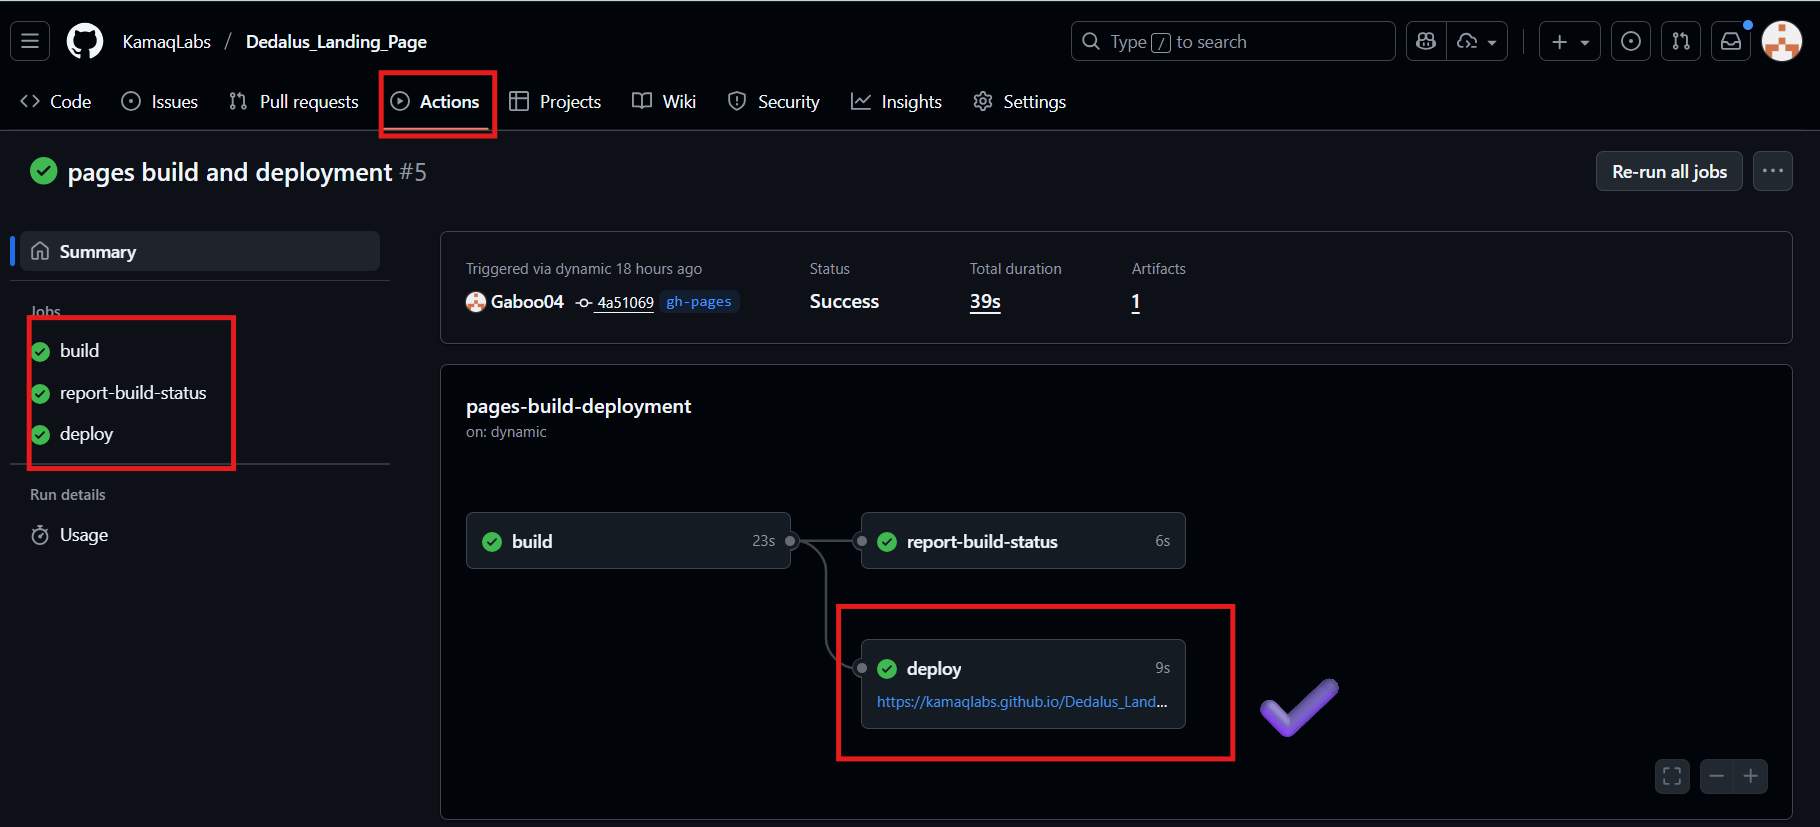 KamaqLabs / Dedalus_Landing_Page
Type / to search
Code
Issues
Pull requests
Actions
Projects
Wiki
Security
Insights
Settings
pages build and deployment #5
Re-run all jobs
Summary
Jobs
build
report-build-status
deploy
Run details
Usage
Triggered via dynamic 18 hours ago
Gaboo04 4a51069 gh-pages
Status
Success
Total duration
39s
Artifacts
1
pages-build-deployment
on: dynamic
build 23s
report-build-status 6s
deploy 9s
https://kamaqlabs.github.io/Dedalus_Land...